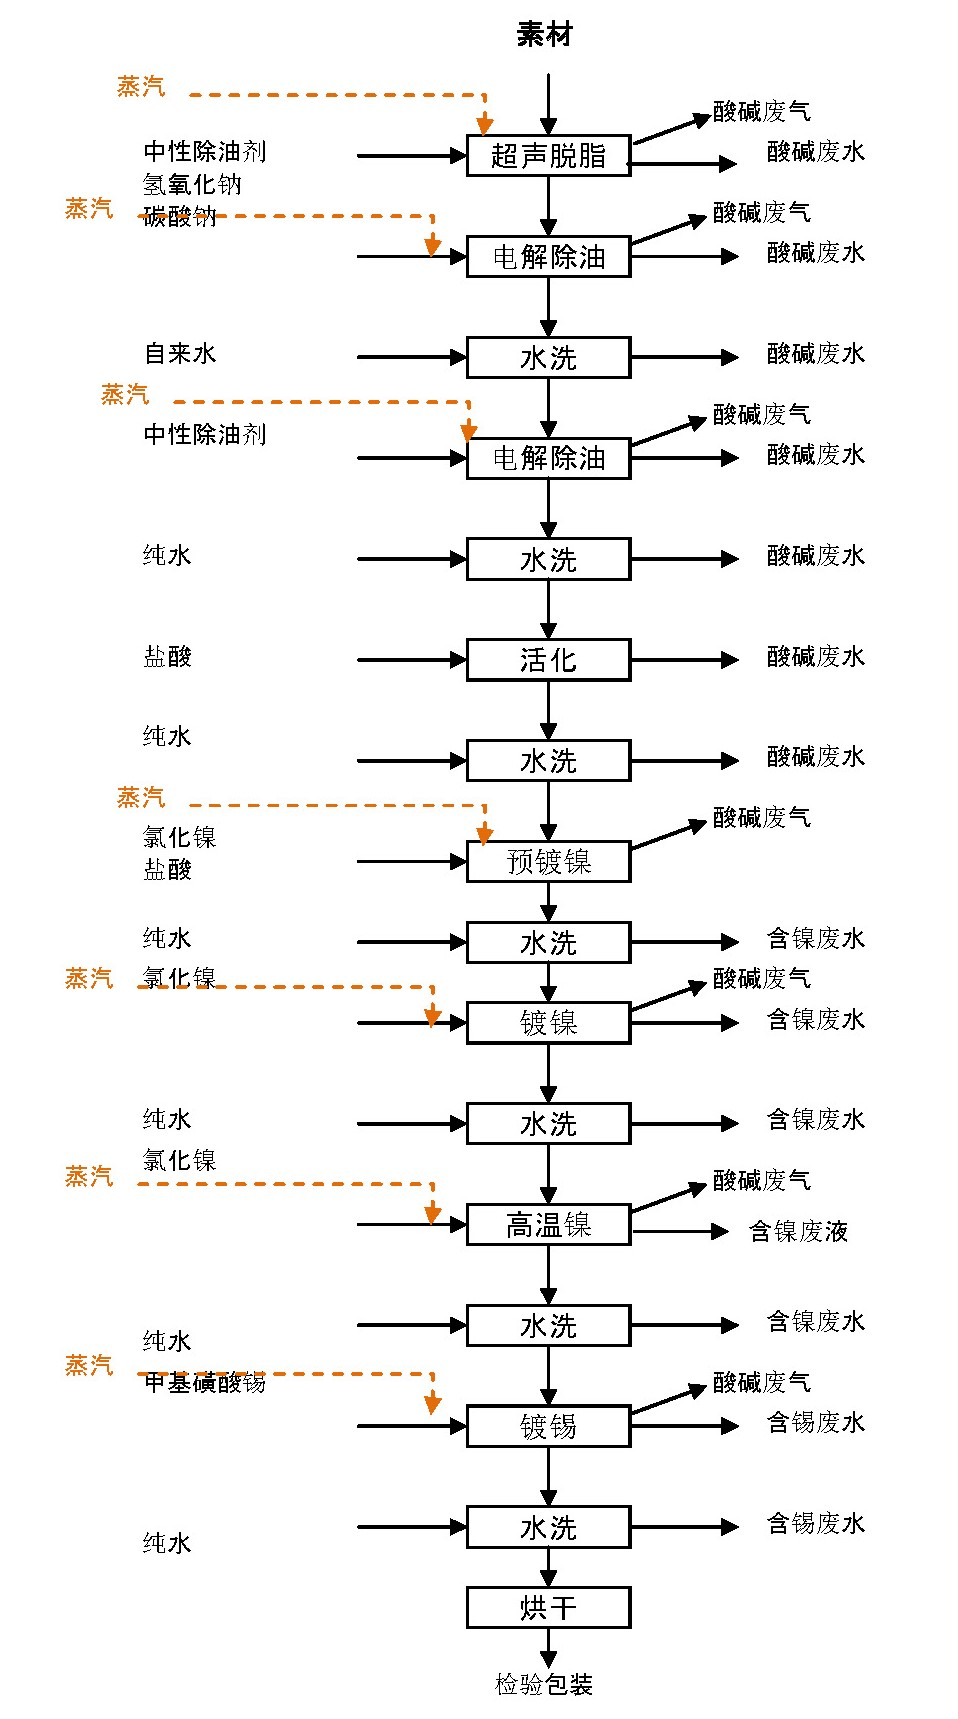 素材
蒸汽
酸碱废气
中性除油剂
超声脱脂
酸碱废水
氢氧化钠
蒸汽
碳酸钠
酸碱废气
电解除油
酸碱废水
自来水
水洗
酸碱废水
蒸汽
酸碱废气
中性除油剂
电解除油
酸碱废水
纯水
水洗
酸碱废水
盐酸
活化
酸碱废水
纯水
水洗
酸碱废水
蒸汽
酸碱废气
氯化镍
盐酸
预镀镍
纯水
水洗
含镍废水
蒸汽
氯化镍
酸碱废气
镀镍
含镍废水
纯水
水洗
含镍废水
氯化镍
蒸汽
酸碱废气
高温镍
含镍废液
纯水
水洗
含镍废水
蒸汽
甲基磺酸锡
酸碱废气
镀锡
含锡废水
纯水
水洗
含锡废水
烘干
检验包装